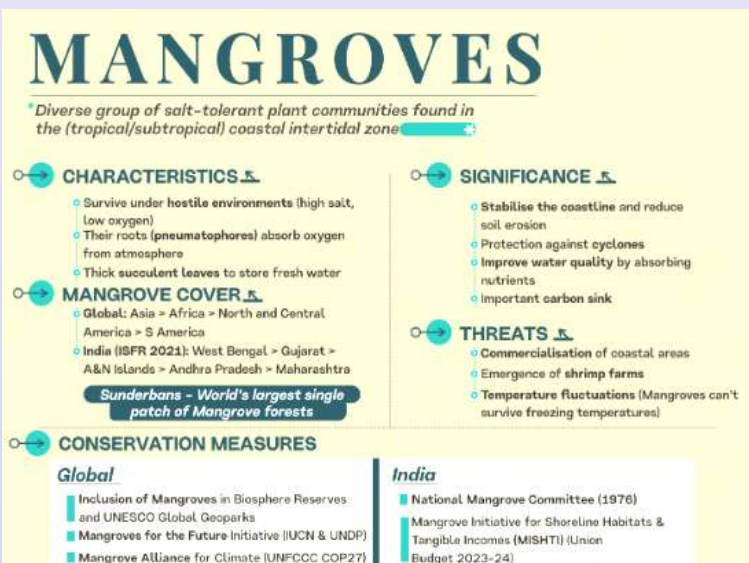 MANGROVES
Diverse group of salt-tolerant plant communities found in
the (tropical/subtropical) coastal intertidal zone
CHARACTERISTICS
Survive under hostile environments (high salt,
low oxygen)
Their roots (pneumatophores) absorb oxygen
from atmosphere
Thick succulent leaves to store fresh water
MANGROVE COVER
Global: Asia > Africa > North and Central
America > S America
India (ISFR 2021): West Bengal > Gujarat >
A&N Islands > Andhra Pradesh > Maharashtra
Sunderbans - World's largest single
patch of Mangrove forests
SIGNIFICANCE
Stabilise the coastline and reduce
soil erosion
Protection against cyclones
Improve water quality by absorbing
nutrients
Important carbon sink
THREATS
Commercialisation of coastal areas
Emergence of shrimp farms
Temperature fluctuations (Mangroves can't
survive freezing temperatures)
CONSERVATION MEASURES
Global
Inclusion of Mangroves in Biosphere Reserves
and UNESCO Global Geoparks
Mangroves for the Future Initiative (IUCN & UNDP)
Mangrove Alliance for Climate (UNFCCC COP27)
India
National Mangrove Committee (1976)
Mangrove Initiative for Shoreline Habitats &
Tangible Incomes (MISHTI) (Union
Budget 2023-24)